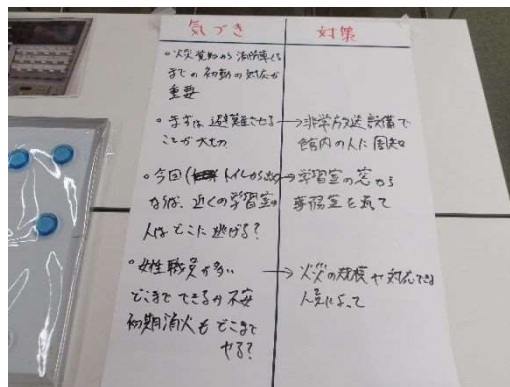 気づき
対策
・火災覚知から消防車くる
までの初動の対応が
重要
・まずは避難させる
ことが大切
→非常放送設備で
館内の人に周知
・今回（トイレから出火
なら、近くの学習室の
人はどこに逃げる？
→学習室の窓から
事務室を通て
・女性職員が多い
どこまでできるか不安
初期消火もどこまで
やる？
→火災の規模や対応できる
人員によって